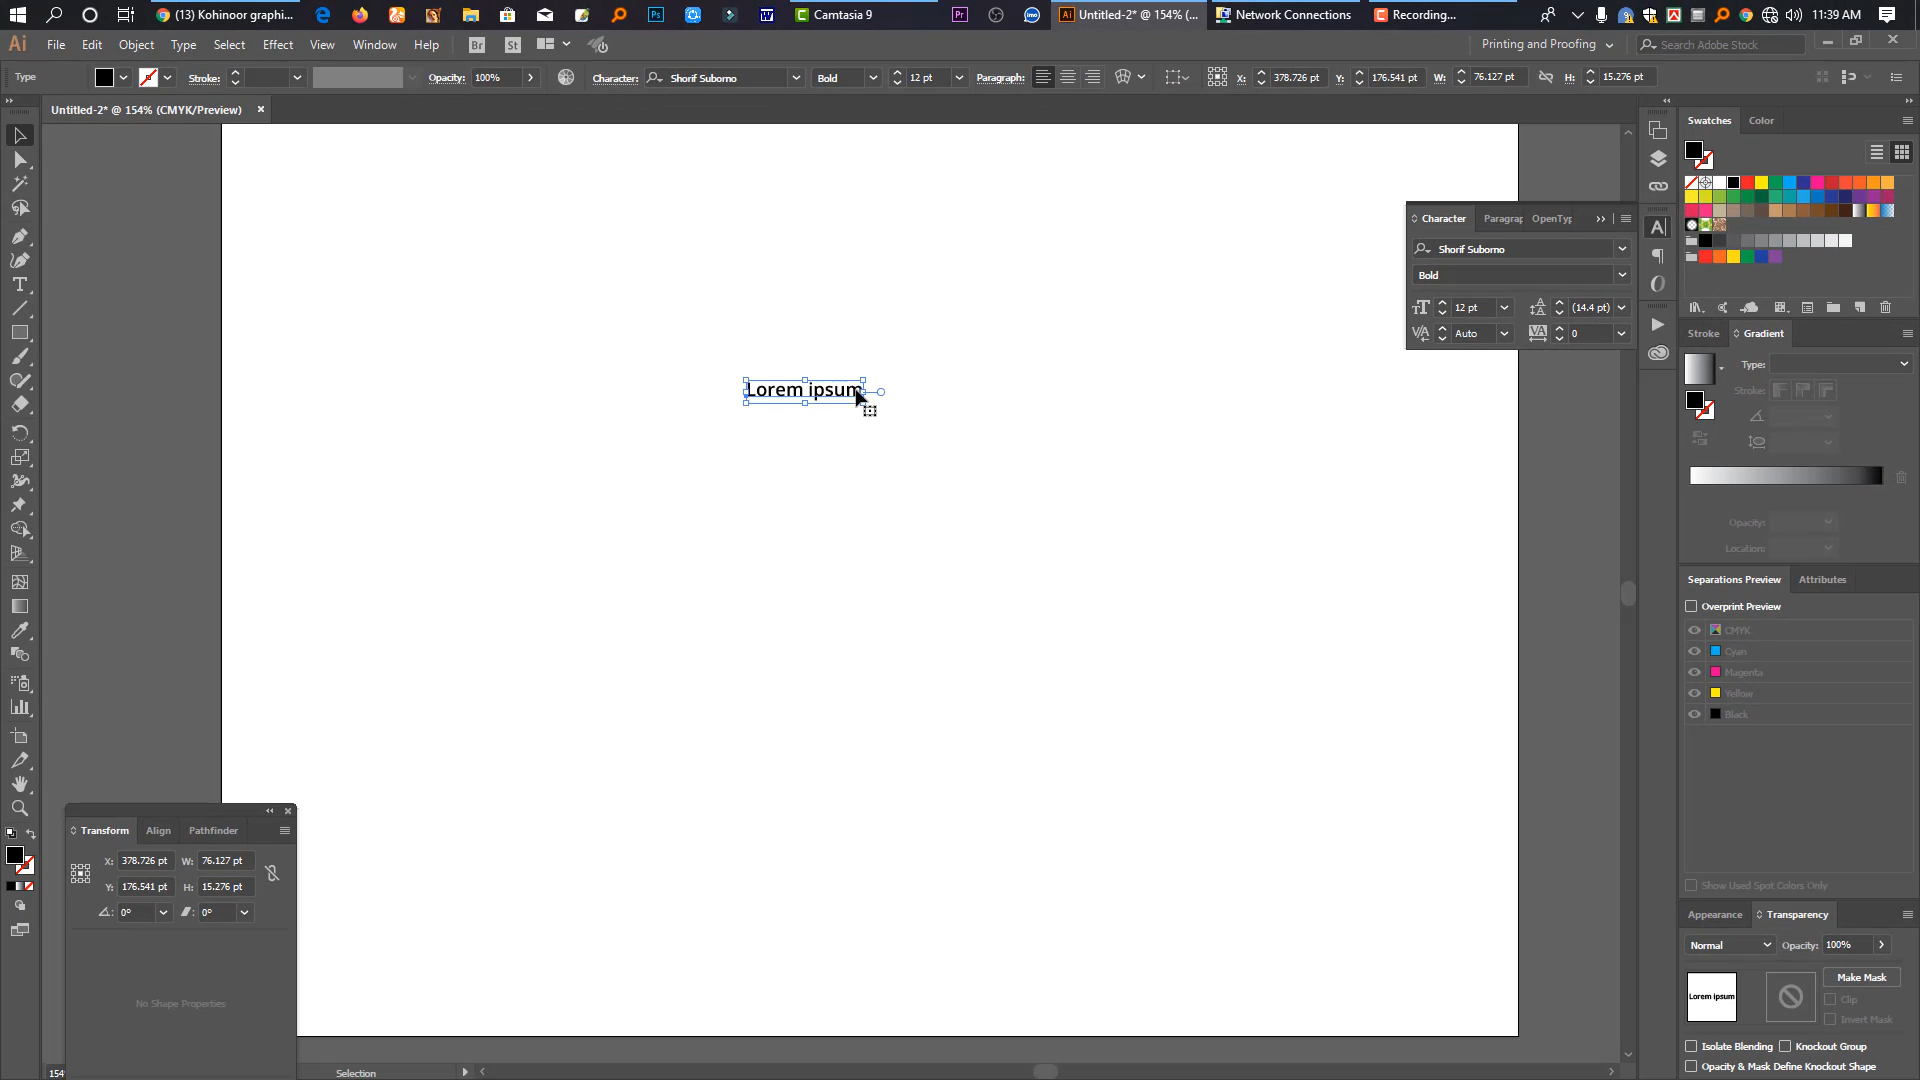 (13) Kohinoor graphi...
Camtasia 9
Untitled-2* @ 154% (...
Network Connections
Recording...
11:39 AM
File Edit Object Type Select Effect View Window Help
Printing and Proofing
Search Adobe Stock
Type
Stroke:
Opacity: 100%
Character: Shorif Suborno
Bold
12 pt
Paragraph:
X: 378.726 pt
Y: 176.541 pt
W: 76.127 pt
H: 15.276 pt
Untitled-2* @ 154% (CMYK/Preview)
Swatches Color
Character Paragrap OpenTyp
Shorif Suborno
Bold
12 pt (14.4 pt)
Auto 0
Stroke Gradient
Type:
Stroke:
Lorem ipsum
Opacity:
Location:
Separations Preview Attributes
Overprint Preview
CMYK
Cyan
Magenta
Yellow
Black
Transform Align Pathfinder
X: 378.726 pt W: 76.127 pt
Y: 176.541 pt H: 15.276 pt
0° 0°
No Shape Properties
Show Used Spot Colors Only
Appearance Transparency
Normal Opacity: 100%
Make Mask
Lorem ipsum
Clip
Invert Mask
Isolate Blending Knockout Group
Opacity & Mask Define Knockout Shape
154
Selection